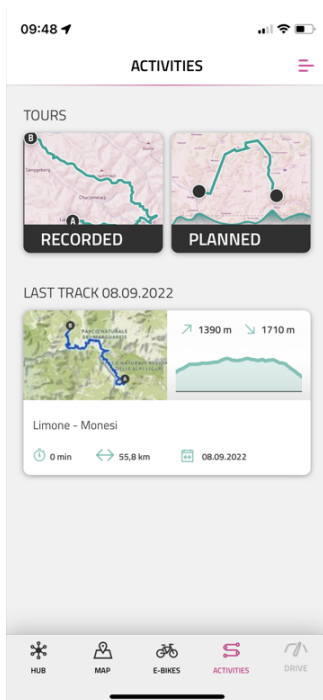 09:48
ACTIVITIES
TOURS
B
A
RECORDED
PLANNED
LAST TRACK 08.09.2022
1390 m
1710 m
Limone - Monesi
0 min
55,8 km
08.09.2022
HUB
MAP
E-BIKES
ACTIVITIES
DRIVE